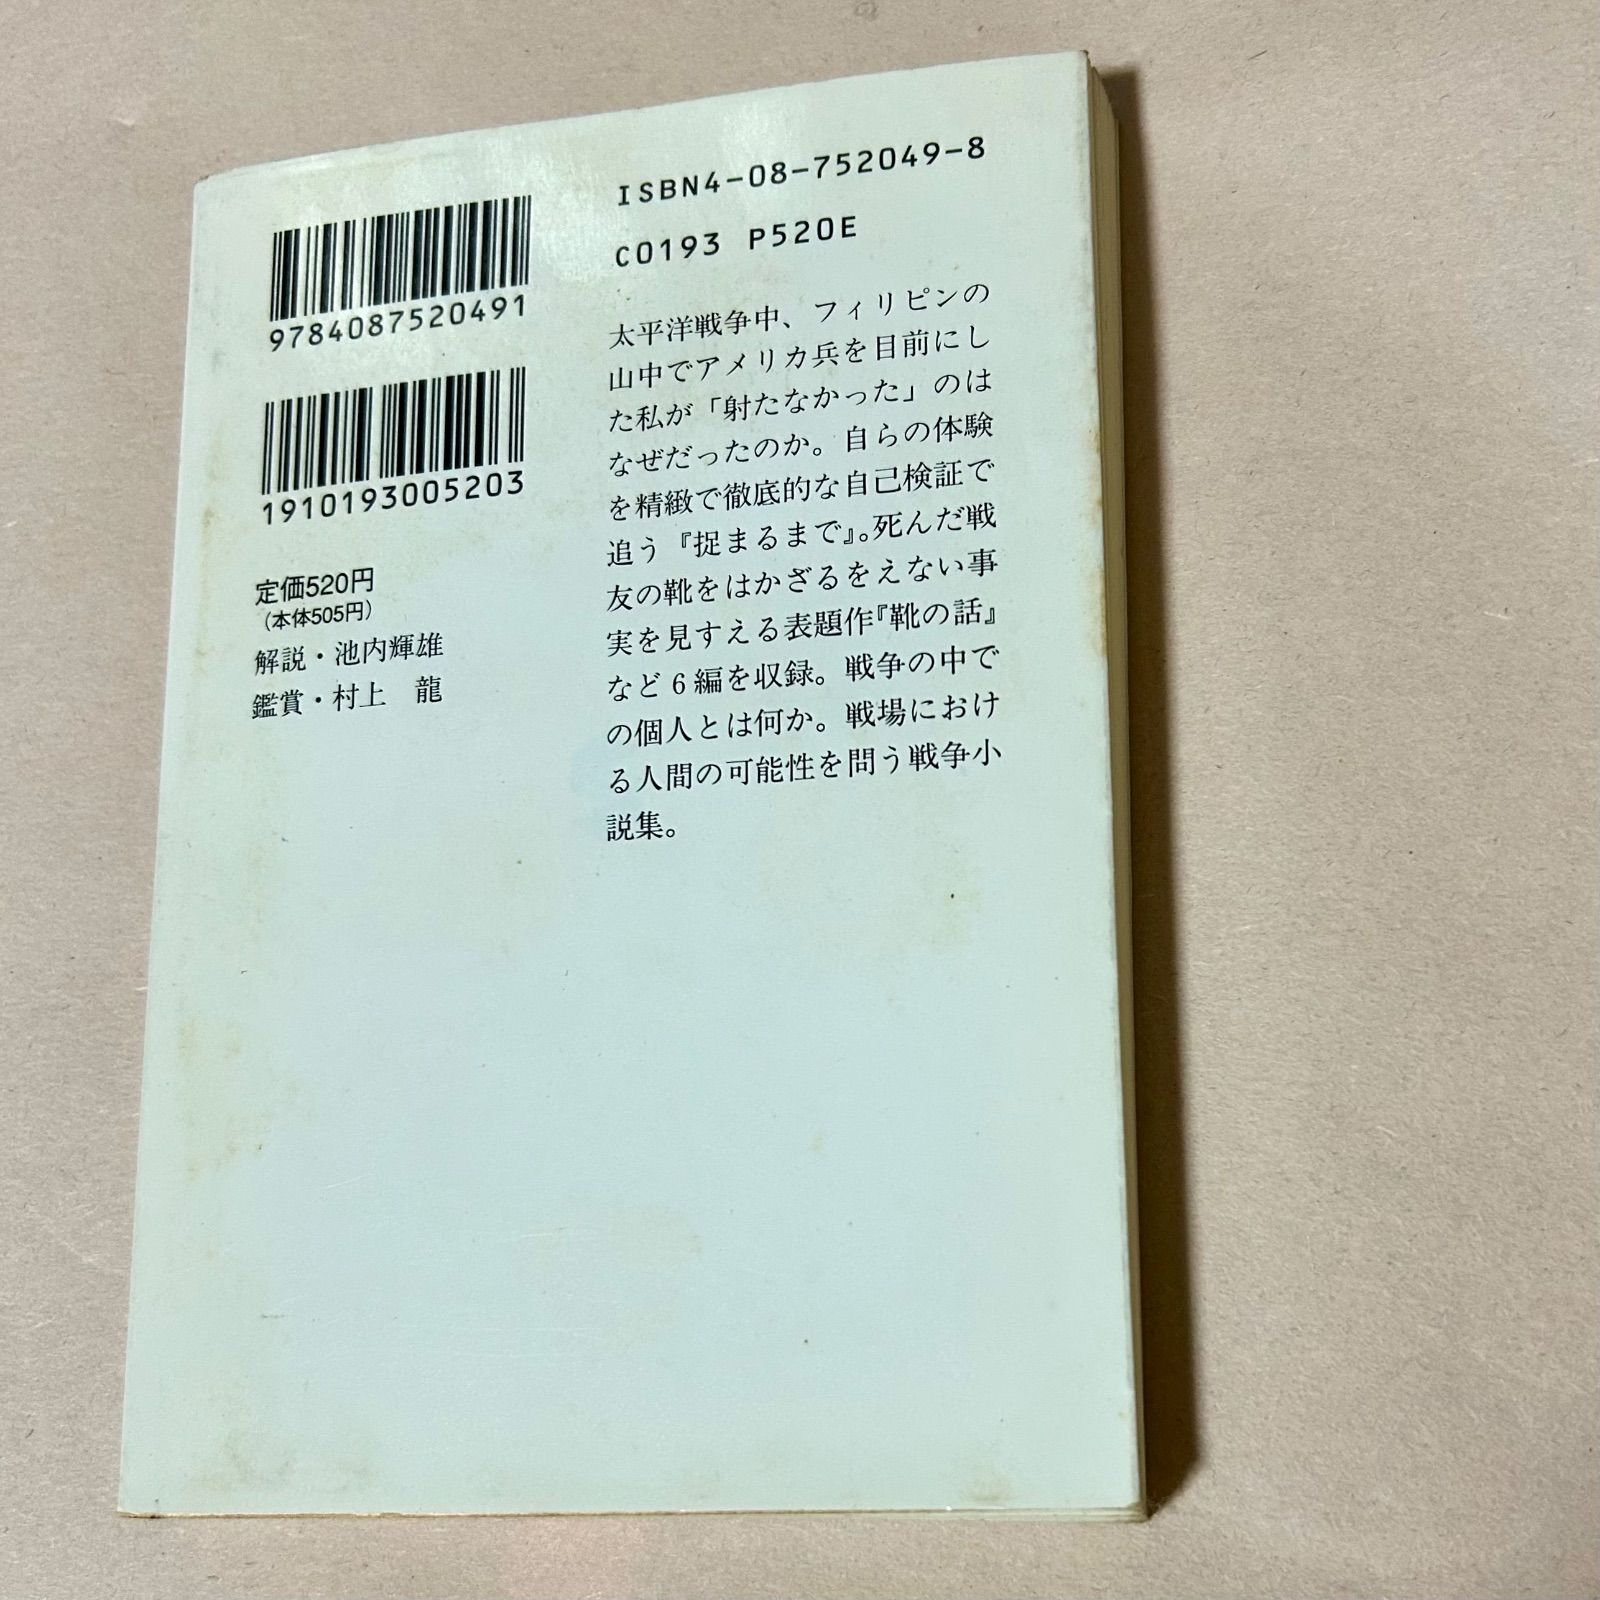 ISBN4-08-752049-8
C0193 P520E
9784087520491
1910193005203
定価520円
(本体505円)
解説・池内輝雄
鑑賞・村上 龍
太平洋戦争中、フィリピンの
山中でアメリカ兵を目前にし
た私が「射たなかった」のは
なぜだったのか。自らの体験
を精緻で徹底的な自己検証で
追う『捉まるまで』。死んだ戦
友の靴をはかざるをえない事
実を見すえる表題作『靴の話』
など6編を収録。戦争の中で
の個人とは何か。戦場におけ
る人間の可能性を問う戦争小
説集。